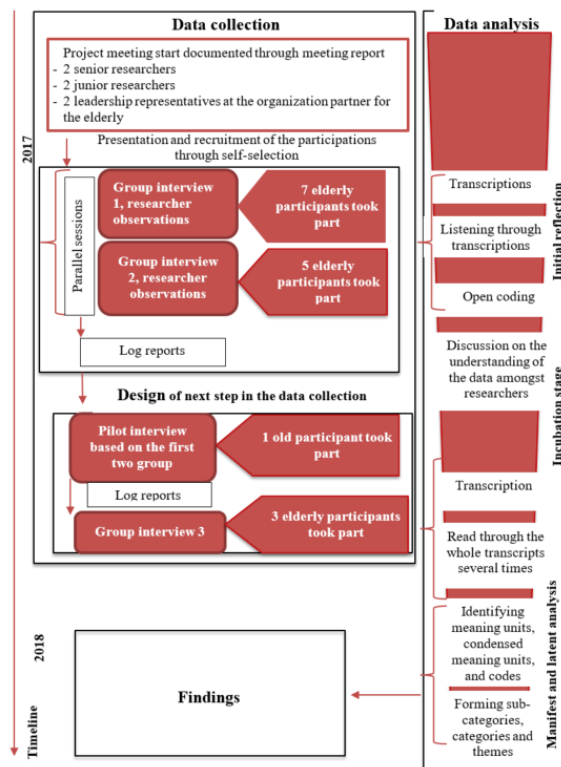 Data collection
Project meeting start documented through meeting report
- 2 senior researchers
- 2 junior researchers
- 2 leadership representatives at the organization partner for
the elderly
Presentation and recruitment of the participations
through self-selection
Parallel sessions
Group interview
1, researcher
observations
7 elderly
participants took
part
Group interview
2, researcher
observations
5 elderly
participants took
part
Log reports
Design of next step in the data collection
Pilot interview
based on the first
two group
1 old participant took
part
Log reports
Group interview 3
3 elderly participants
took part
Findings
2017
2018
Timeline
Data analysis
Transcriptions
Listening through
transcriptions
Open coding
Discussion on the
understanding of
the data amongst
researchers
Transcription
Read through the
whole transcripts
several times
Identifying
meaning units,
condensed
meaning units,
and codes
Forming sub-
categories,
categories and
themes
Initial reflection
Incubation stage
Manifest and latent analysis